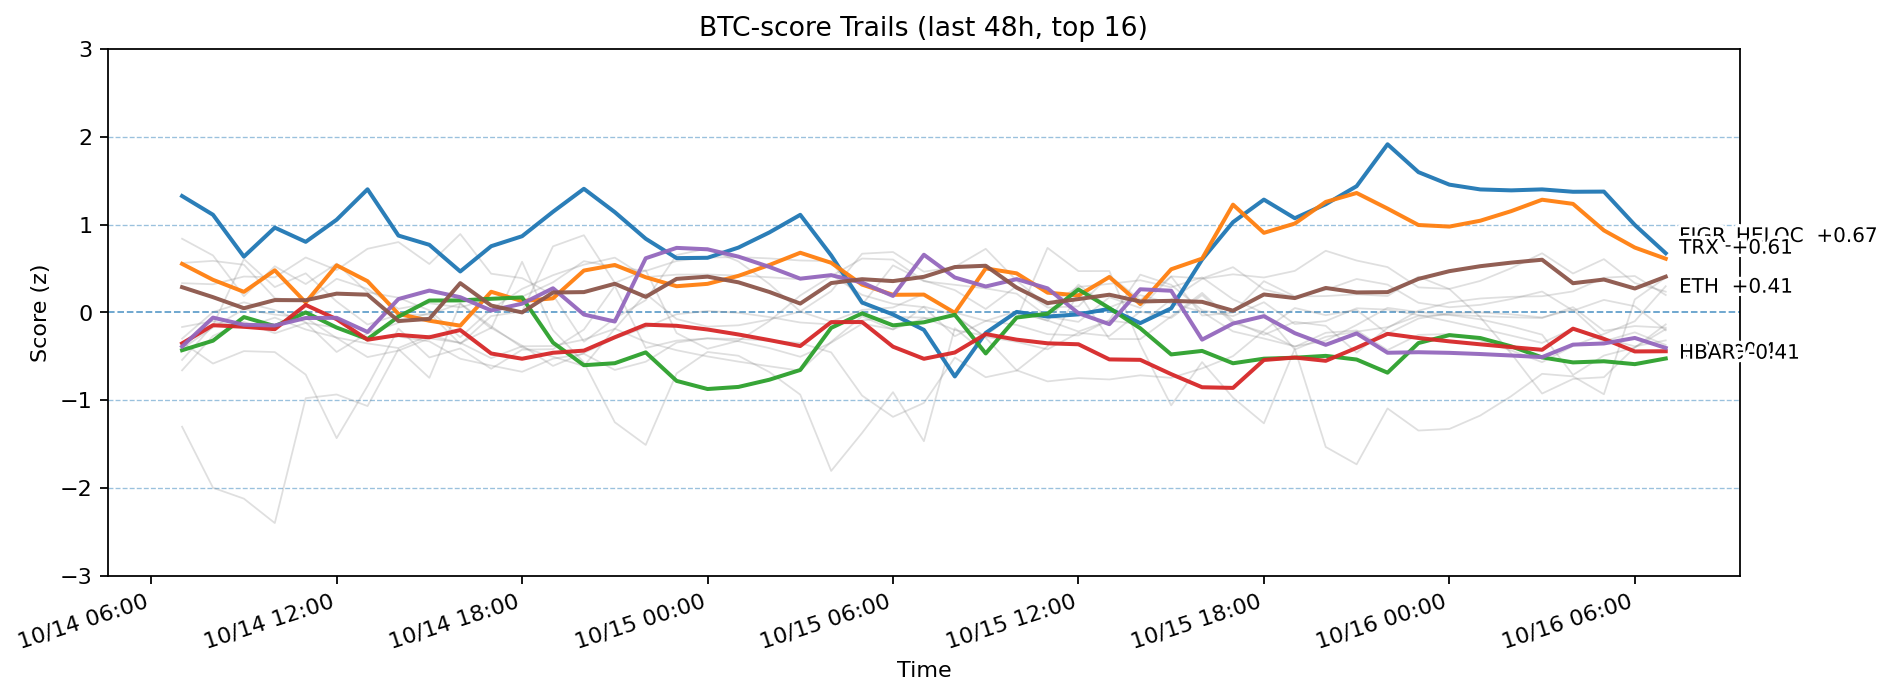 BTC-score Trails (last 48h, top 16)
Score (z)
3
2
1
0
−1
−2
−3
FIGR_HELOC +0.67
TRX +0.61
ETH +0.41
HBAR -0.41
10/14 06:00
10/14 12:00
10/14 18:00
10/15 00:00
10/15 06:00
10/15 12:00
10/15 18:00
10/16 00:00
10/16 06:00
Time